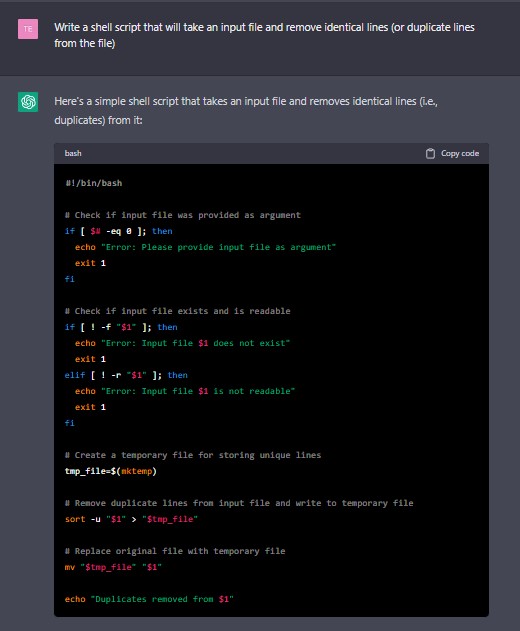 TE
Write a shell script that will take an input file and remove identical lines (or duplicate lines
from the file)
Here's a simple shell script that takes an input file and removes identical lines (i.e.,
duplicates) from it:
bash Copy code
#!/bin/bash
# Check if input file was provided as argument
if [ $# -eq 0 ]; then
  echo "Error: Please provide input file as argument"
  exit 1
fi
# Check if input file exists and is readable
if [ ! -f "$1" ]; then
  echo "Error: Input file $1 does not exist"
  exit 1
elif [ ! -r "$1" ]; then
  echo "Error: Input file $1 is not readable"
  exit 1
fi
# Create a temporary file for storing unique lines
tmp_file=$(mktemp)
# Remove duplicate lines from input file and write to temporary file
sort -u "$1" > "$tmp_file"
# Replace original file with temporary file
mv "$tmp_file" "$1"
echo "Duplicates removed from $1"